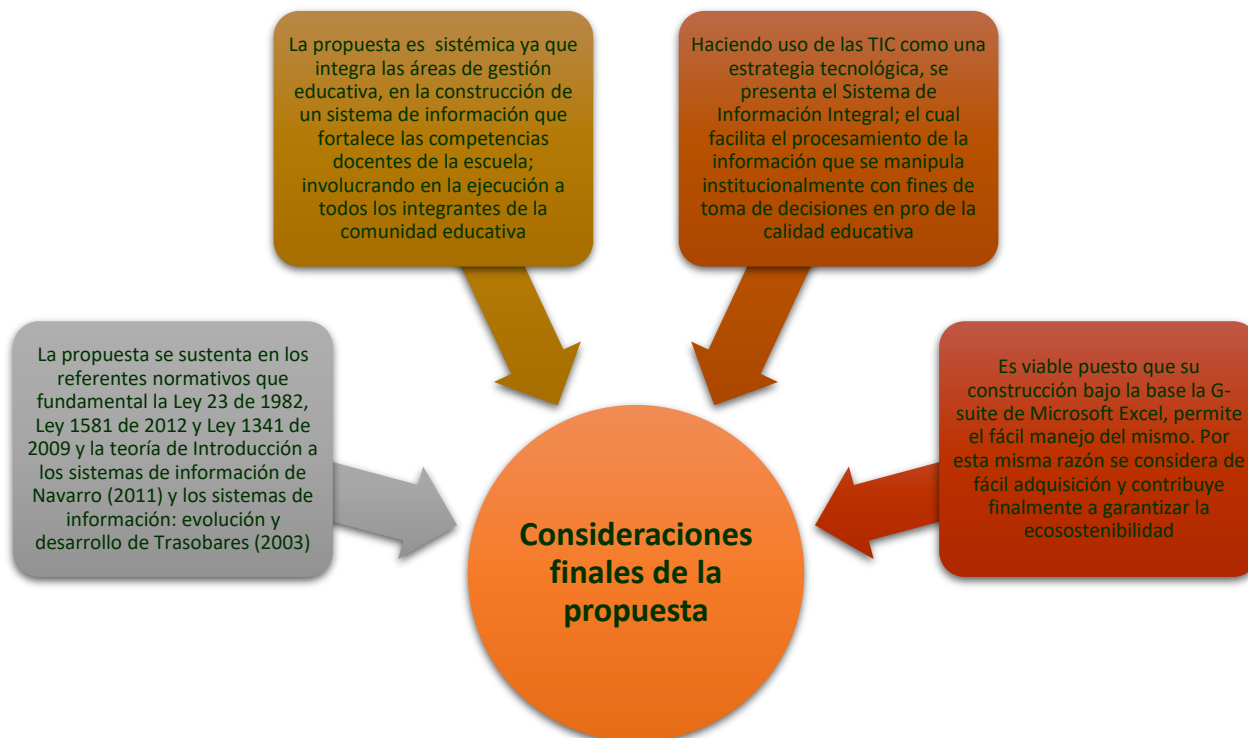 La propuesta es sistémica ya que
integra las áreas de gestión
educativa, en la construcción de
un sistema de información que
fortalece las competencias
docentes de la escuela;
involucrando en la ejecución a
todos los integrantes de la
comunidad educativa
Haciendo uso de las TIC como una
estrategia tecnológica, se
presenta el Sistema de
Información Integral; el cual
facilita el procesamiento de la
información que se manipula
institucionalmente con fines de
toma de decisiones en pro de la
calidad educativa
La propuesta se sustenta en los
referentes normativos que
fundamental la Ley 23 de 1982,
Ley 1581 de 2012 y Ley 1341 de
2009 y la teoría de Introducción a
los sistemas de información de
Navarro (2011) y los sistemas de
información: evolución y
desarrollo de Trasobares (2003)
Es viable puesto que su
construcción bajo la base la G-
suite de Microsoft Excel, permite
el fácil manejo del mismo. Por
esta misma razón se considera de
fácil adquisición y contribuye
finalmente a garantizar la
ecosostenibilidad
Consideraciones
finales de la
propuesta